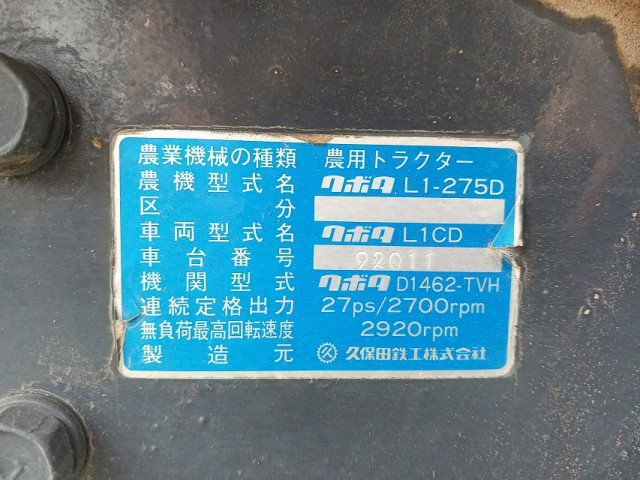 農業機械の種類 農用トラクター
農機型式名 クボタ L1-275D
区分
車両型式名 クボタ L1CD
車台番号 92011
機関型式 クボタ D1462-TVH
連続定格出力 27ps/2700rpm
無負荷最高回転速度 2920rpm
製造元 久保田鉄工株式会社